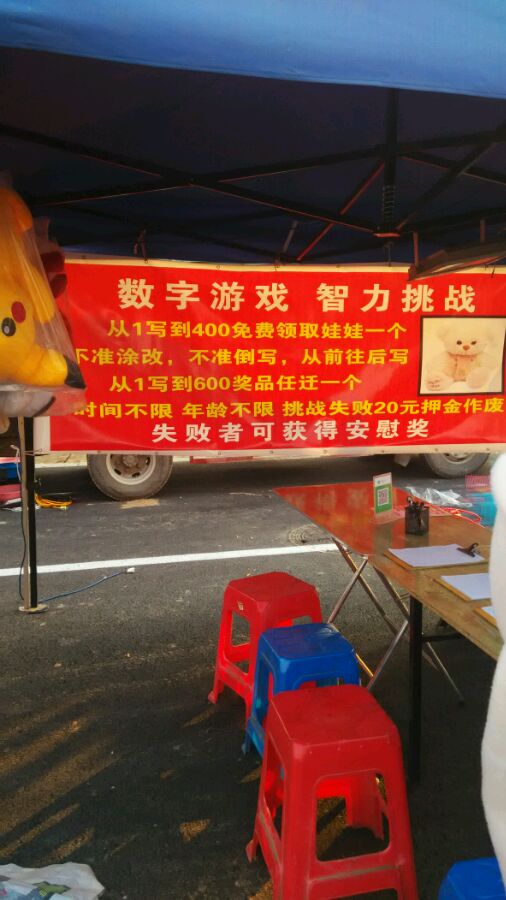 数字游戏 智力挑战
从1写到400免费领取娃娃一个
不准涂改，不准倒写，从前往后写
从1写到600奖品任迁一个
时间不限 年龄不限 挑战失败20元押金作废
失败者可获得安慰奖